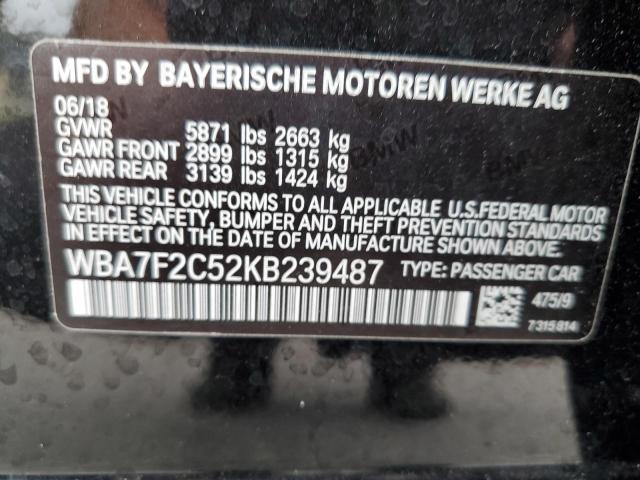 MFD BY BAYERISCHE MOTOREN WERKE AG
06/18
GVWR 5871 lbs 2663 kg
GAWR FRONT 2899 lbs 1315 kg
GAWR REAR 3139 lbs 1424 kg
THIS VEHICLE CONFORMS TO ALL APPLICABLE U.S.FEDERAL MOTOR
VEHICLE SAFETY, BUMPER AND THEFT PREVENTION STANDARDS
IN EFFECT ON THE DATE OF MANUFACTURE SHOWN ABOVE.
WBA7F2C52KB239487 TYPE: PASSENGER CAR
475/9
7315814